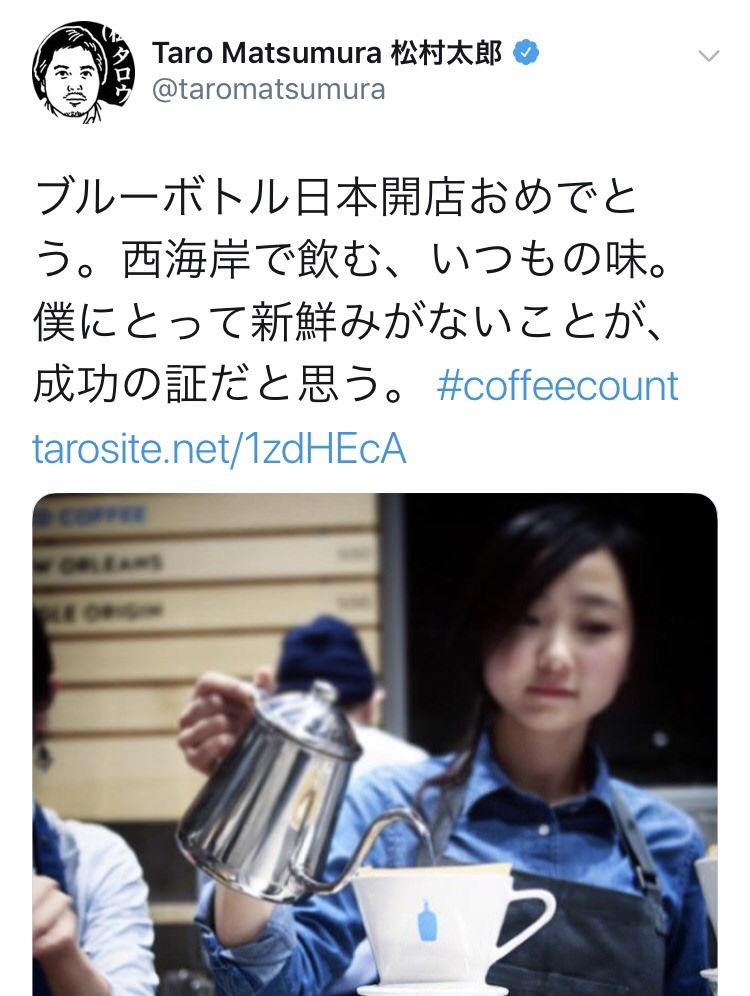 Taro Matsumura 松村太郎
@taromatsumura
ブルーボトル日本開店おめでと
う。西海岸で飲む、いつもの味。
僕にとって新鮮みがないことが、
成功の証だと思う。 #coffeecount
tarosite.net/1zdHEcA
COFFEE
ORLEANS
ORIGIN